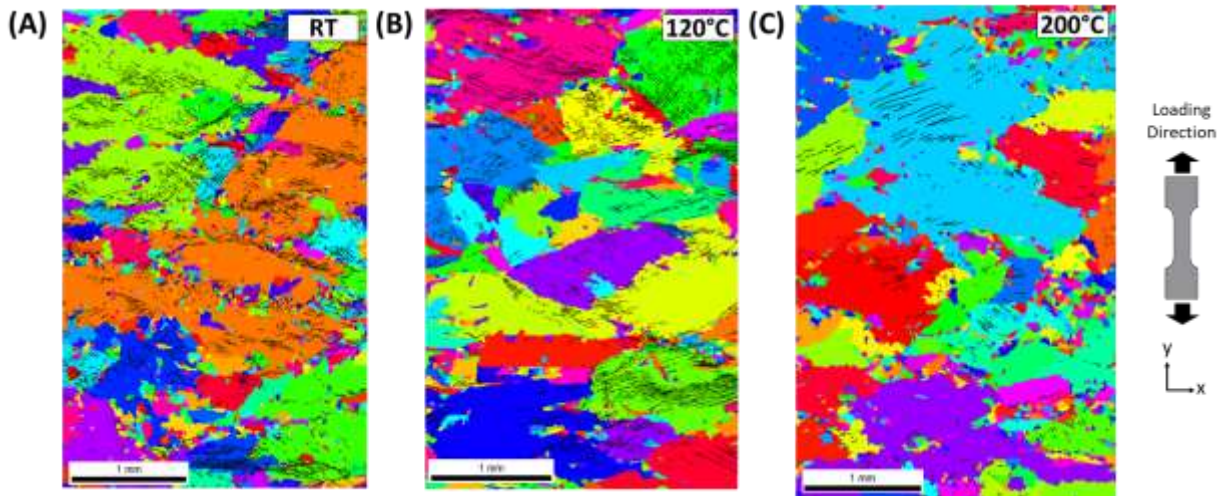 (A)
RT
(B)
120°C
(C)
200°C
Loading
Direction
y
x
1 mm
1 mm
1 mm